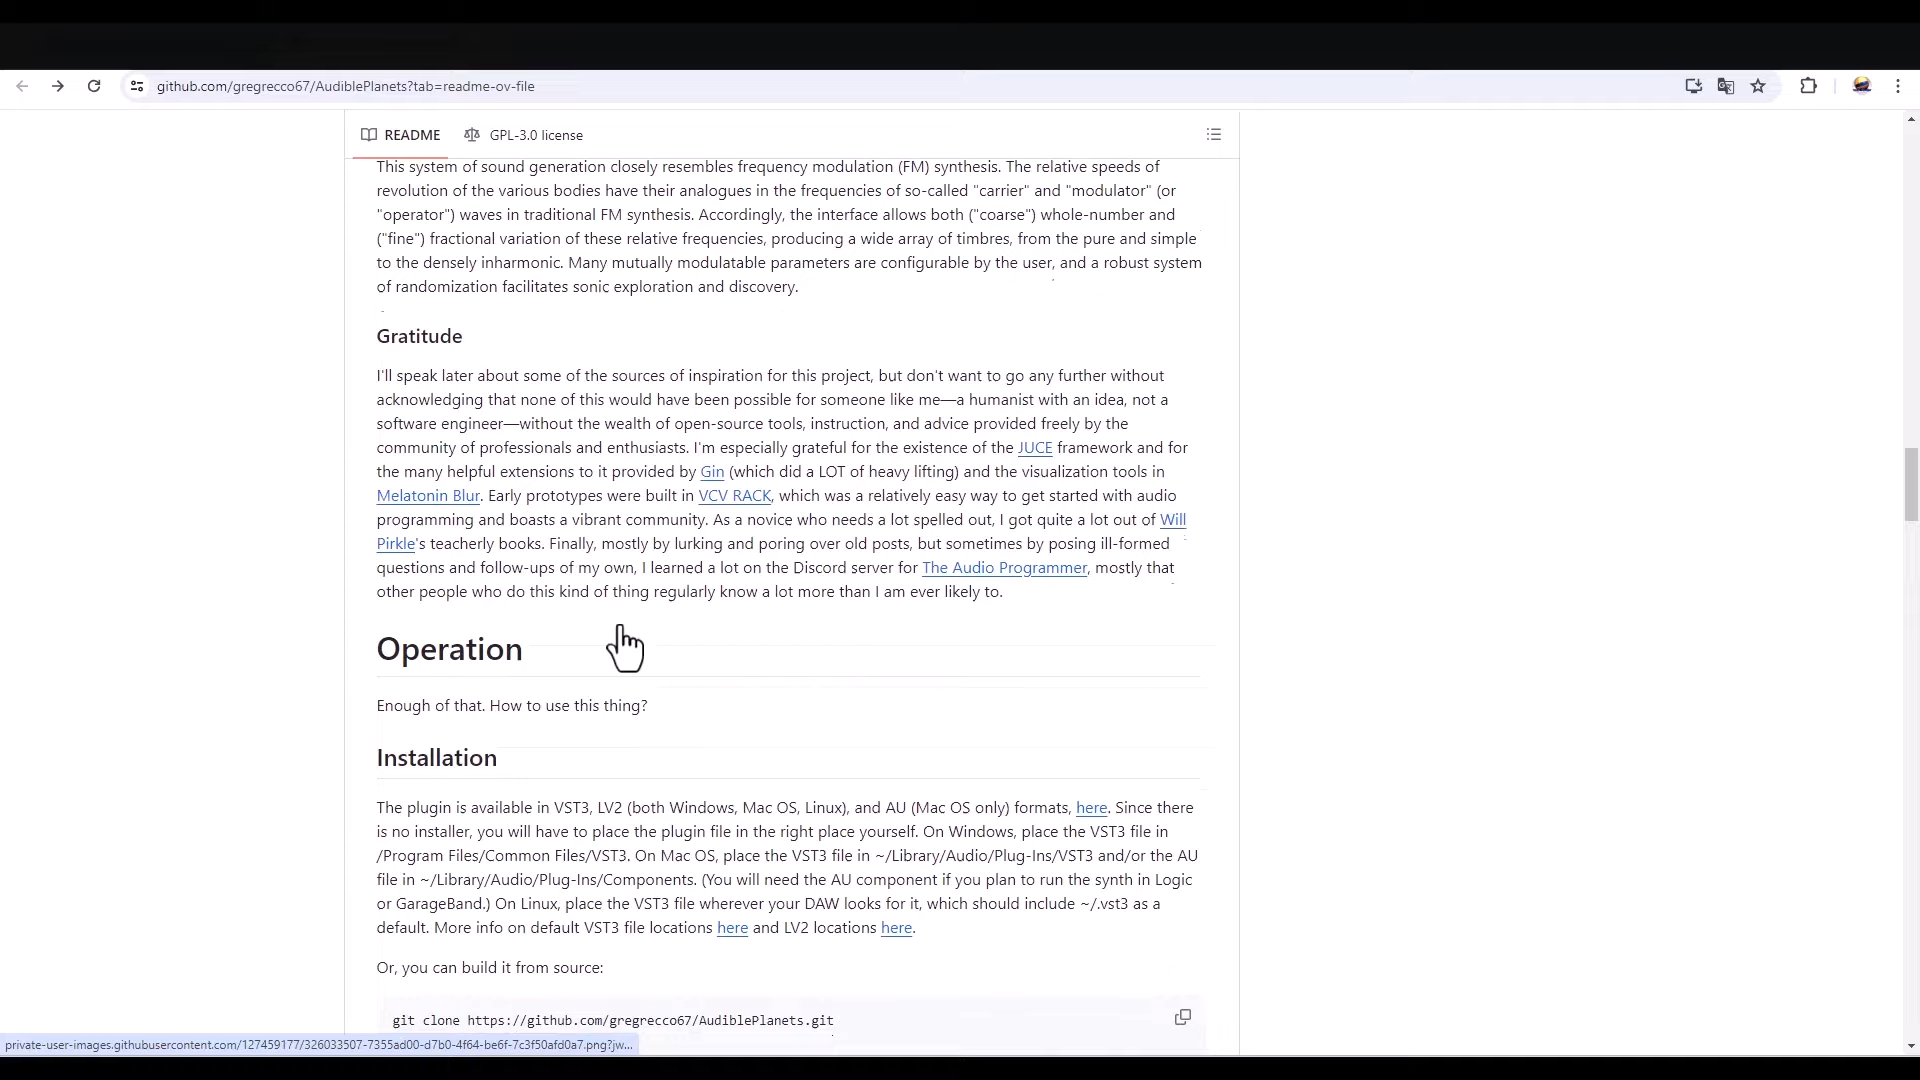 github.com/gregrecco67/AudiblePlanets?tab=readme-ov-file
README
GPL-3.0 license
This system of sound generation closely resembles frequency modulation (FM) synthesis. The relative speeds of
revolution of the various bodies have their analogues in the frequencies of so-called "carrier" and "modulator" (or
"operator") waves in traditional FM synthesis. Accordingly, the interface allows both ("coarse") whole-number and
("fine") fractional variation of these relative frequencies, producing a wide array of timbres, from the pure and simple
to the densely inharmonic. Many mutually modulatable parameters are configurable by the user, and a robust system
of randomization facilitates sonic exploration and discovery.
Gratitude
I'll speak later about some of the sources of inspiration for this project, but don't want to go any further without
acknowledging that none of this would have been possible for someone like me—a humanist with an idea, not a
software engineer—without the wealth of open-source tools, instruction, and advice provided freely by the
community of professionals and enthusiasts. I'm especially grateful for the existence of the JUCE framework and for
the many helpful extensions to it provided by Gin (which did a LOT of heavy lifting) and the visualization tools in
Melatonin Blur. Early prototypes were built in VCV RACK, which was a relatively easy way to get started with audio
programming and boasts a vibrant community. As a novice who needs a lot spelled out, I got quite a lot out of Will
Pirkle's teacherly books. Finally, mostly by lurking and poring over old posts, but sometimes by posing ill-formed
questions and follow-ups of my own, I learned a lot on the Discord server for The Audio Programmer, mostly that
other people who do this kind of thing regularly know a lot more than I am ever likely to.
Operation
Enough of that. How to use this thing?
Installation
The plugin is available in VST3, LV2 (both Windows, Mac OS, Linux), and AU (Mac OS only) formats, here. Since there
is no installer, you will have to place the plugin file in the right place yourself. On Windows, place the VST3 file in
/Program Files/Common Files/VST3. On Mac OS, place the VST3 file in ~/Library/Audio/Plug-Ins/VST3 and/or the AU
file in ~/Library/Audio/Plug-Ins/Components. (You will need the AU component if you plan to run the synth in Logic
or GarageBand.) On Linux, place the VST3 file wherever your DAW looks for it, which should include ~/.vst3 as a
default. More info on default VST3 file locations here and LV2 locations here.
Or, you can build it from source:
git clone https://github.com/gregrecco67/AudiblePlanets.git
private-user-images.githubusercontent.com/127459177/326033507-7355ad00-d7b0-4f64-be6f-7c3f50afd0a7.png?jw...